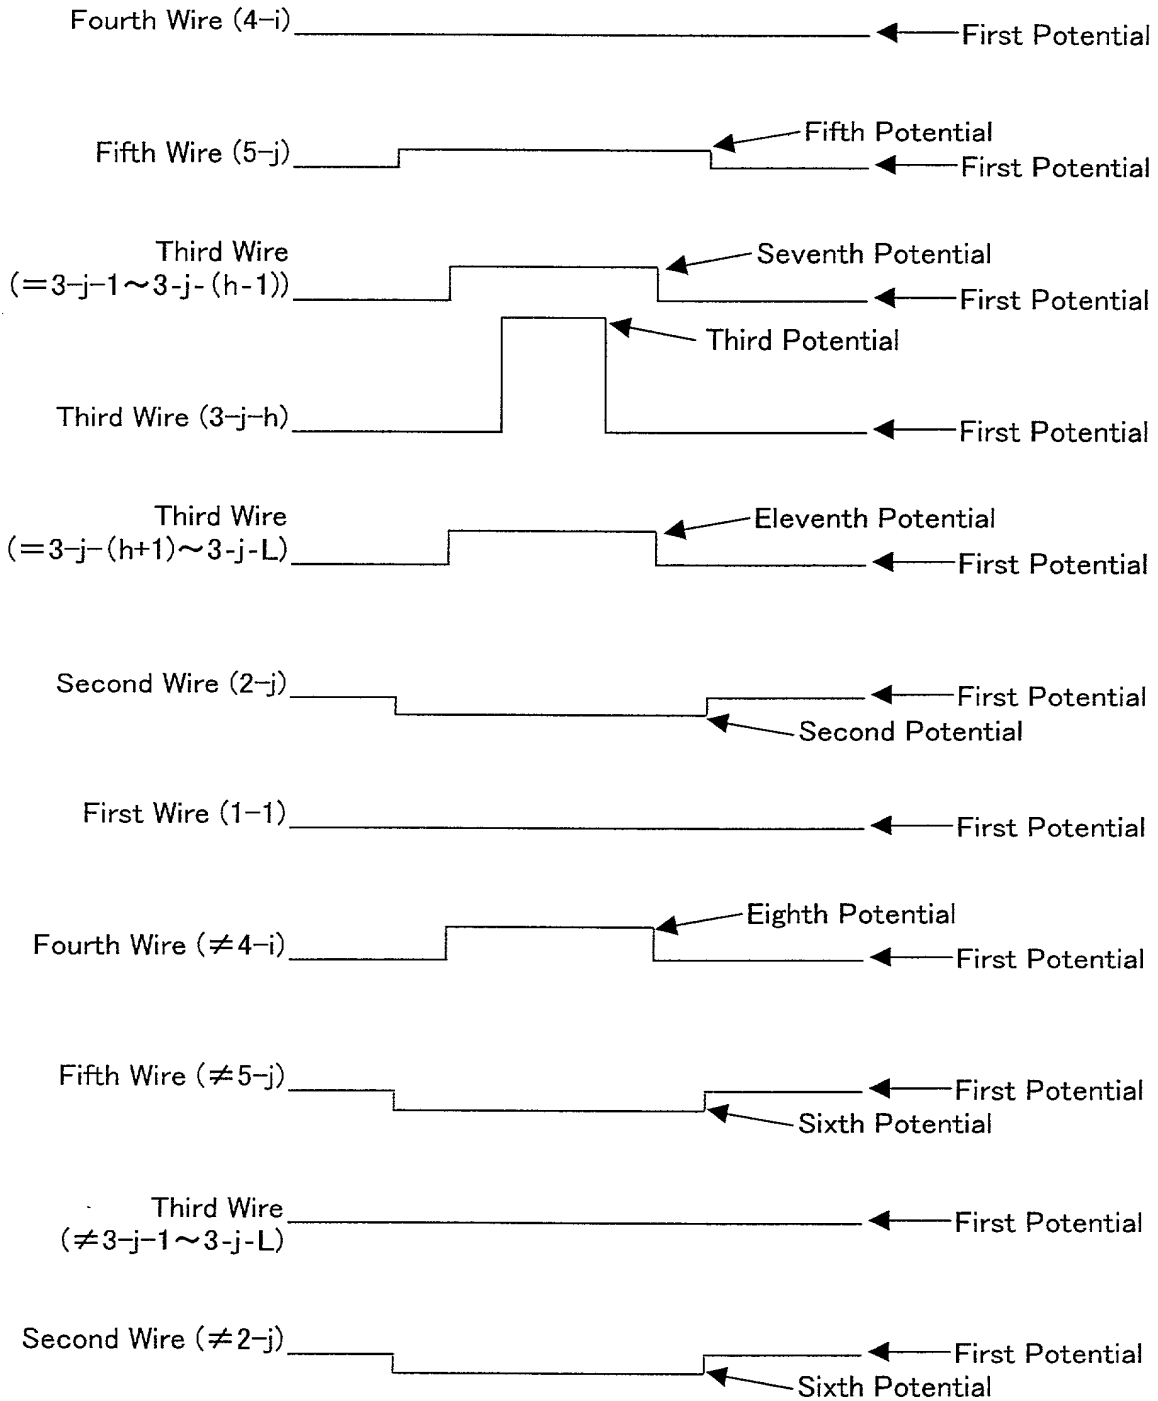 Fourth Wire (4-i)
First Potential
Fifth Wire (5-j)
Fifth Potential
First Potential
Third Wire
(=3-j-1~3-j-(h-1))
Seventh Potential
First Potential
Third Potential
Third Wire (3-j-h)
First Potential
Third Wire
(=3-j-(h+1)~3-j-L)
Eleventh Potential
First Potential
Second Wire (2-j)
First Potential
Second Potential
First Wire (1-1)
First Potential
Eighth Potential
Fourth Wire (≠4-i)
First Potential
Fifth Wire (≠5-j)
First Potential
Sixth Potential
Third Wire
(≠3-j-1~3-j-L)
First Potential
Second Wire (≠2-j)
First Potential
Sixth Potential